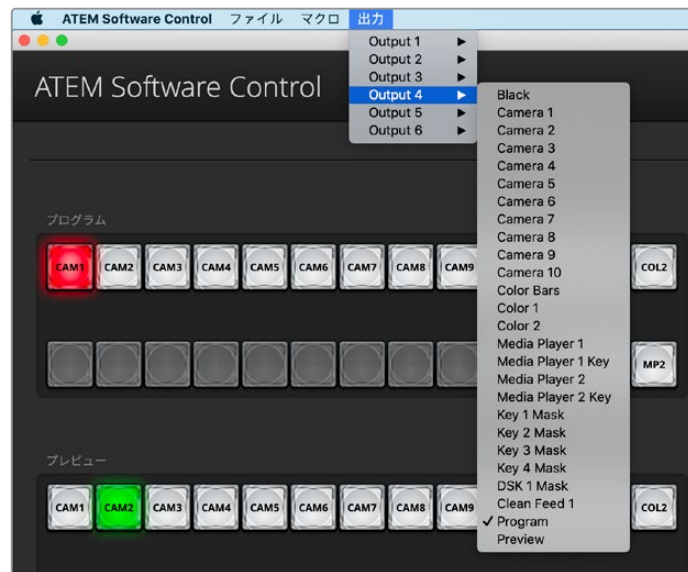 ATEM Software Control ファイル マクロ 出力
Output 1
Output 2
Output 3
Output 4
Output 5
Output 6
ATEM Software Control
Black
Camera 1
Camera 2
Camera 3
Camera 4
Camera 5
Camera 6
Camera 7
Camera 8
Camera 9
Camera 10
Color Bars
Color 1
Color 2
Media Player 1
Media Player 1 Key
Media Player 2
Media Player 2 Key
Key 1 Mask
Key 2 Mask
Key 3 Mask
Key 4 Mask
DSK 1 Mask
Clean Feed 1
✓ Program
Preview
プログラム
CAM1 CAM2 CAM3 CAM4 CAM5 CAM6 CAM7 CAM8 CAM9 COL2
MP2
プレビュー
CAM1 CAM2 CAM3 CAM4 CAM5 CAM6 CAM7 CAM8 CAM9 COL2